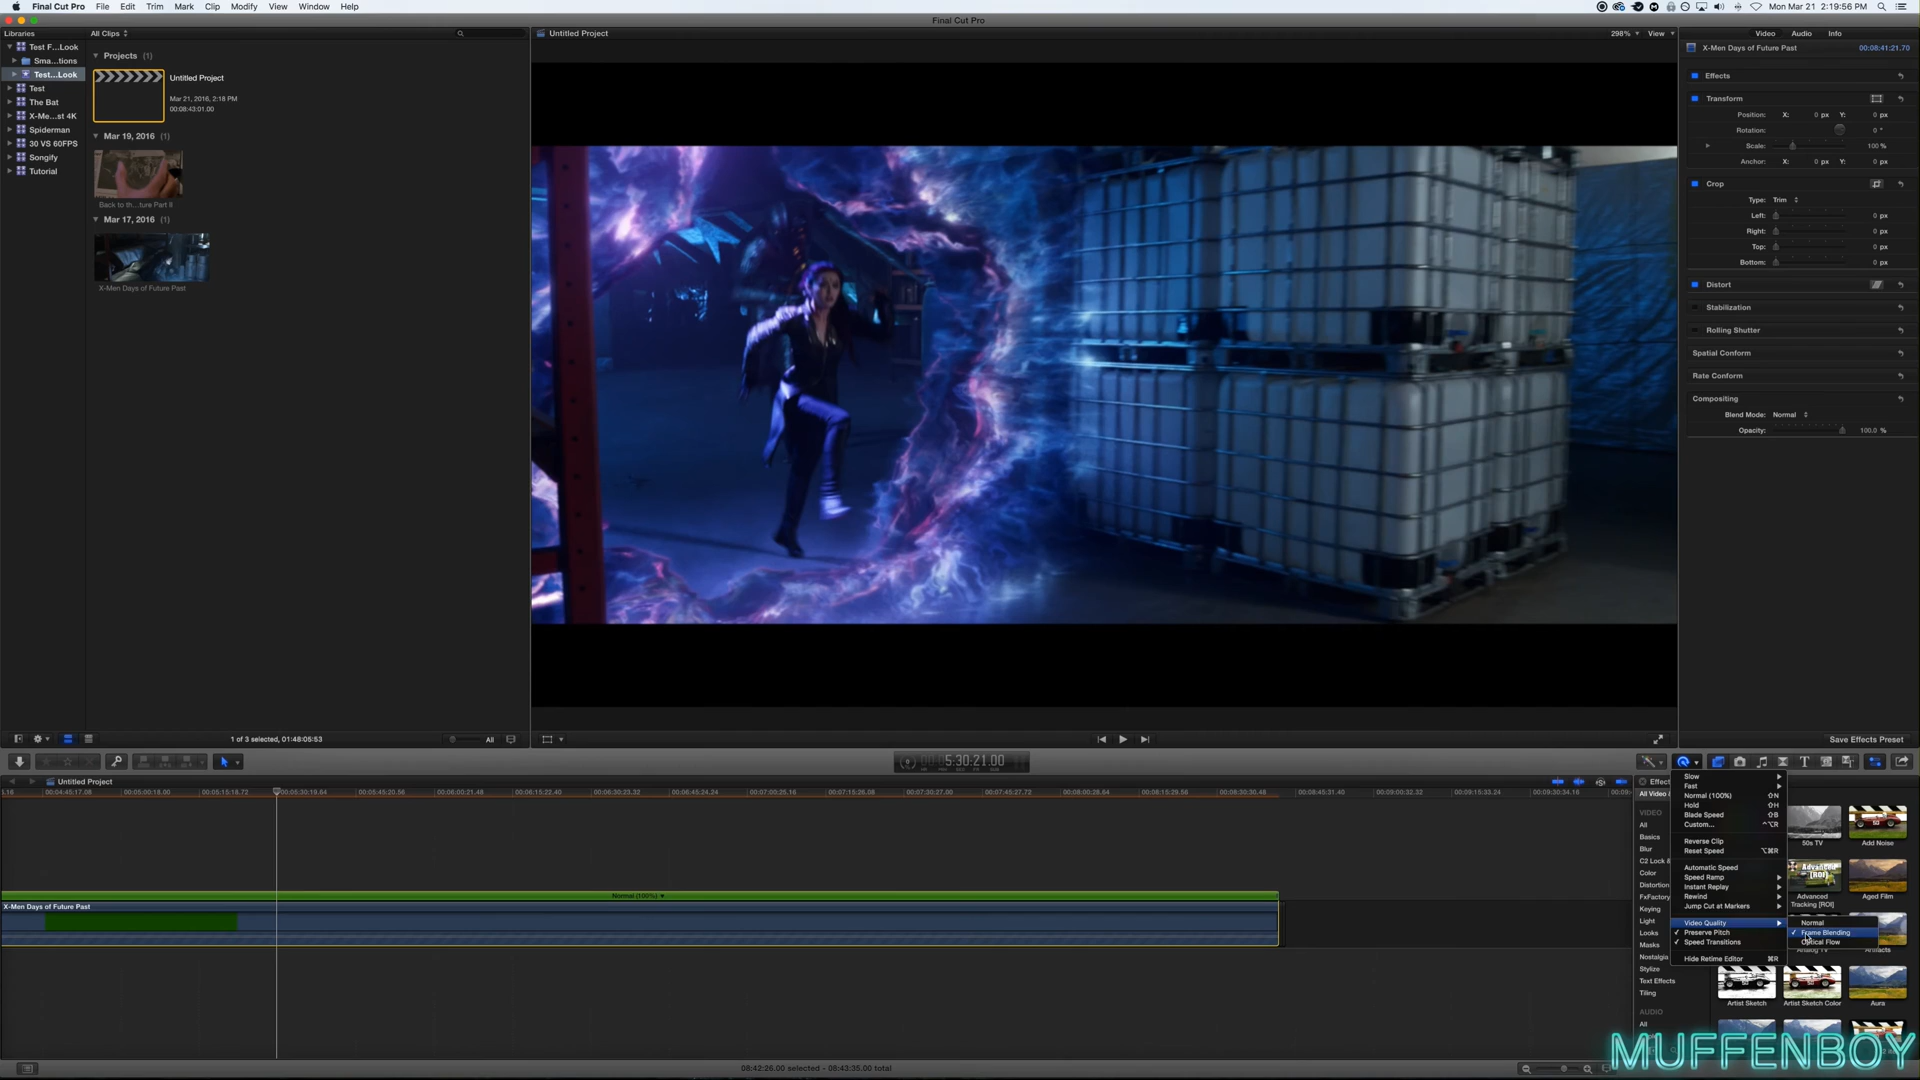 Final Cut Pro File Edit Trim Mark Clip Modify View Window Help
Mon Mar 21 2:19:56 PM
Final Cut Pro
Libraries
Test F...Look
Sma...tions
Test...Look
Test
The Bat
X-Me...st 4K
Spiderman
30 VS 60FPS
Songify
Tutorial
All Clips
Projects (1)
Untitled Project
Mar 21, 2016, 2:18 PM
00:08:43:01.00
Mar 19, 2016 (1)
Back to th...ture Part II
Mar 17, 2016 (1)
X-Men Days of Future Past
1 of 3 selected, 01:48:05:53
All
Untitled Project
298% View
Video Audio Info
X-Men Days of Future Past 00:08:41:21.70
Effects
Transform
Position: X: 0 px Y: 0 px
Rotation: 0 °
Scale: 100 %
Anchor: X: 0 px Y: 0 px
Crop
Type: Trim
Left: 0 px
Right: 0 px
Top: 0 px
Bottom: 0 px
Distort
Stabilization
Rolling Shutter
Spatial Conform
Rate Conform
Compositing
Blend Mode: Normal
Opacity: 100.0 %
Save Effects Preset
5:30:21.00
Untitled Project
00:04:45:17.08 00:05:00:18.00 00:05:15:18.72 00:05:30:19.64 00:05:45:20.56 00:06:00:21.48 00:06:15:22.40 00:06:30:23.32 00:06:45:24.24 00:07:00:25.16 00:07:15:26.08 00:07:30:27.00 00:07:45:27.72 00:08:00:28.64 00:08:15:29.56 00:08:30:30.48 00:08:45:31.40 00:09:00:32.32 00:09:15:33.24 00:09:30:34.16
Normal (100%)
X-Men Days of Future Past
Slow
Fast
Normal (100%) ⇧N
Hold ⇧H
Blade Speed ⇧B
Custom... ⌃⌥R
Reverse Clip
Reset Speed ⌥⌘R
Automatic Speed
Speed Ramp
Instant Replay
Rewind
Jump Cut at Markers
Video Quality
✓ Preserve Pitch
✓ Speed Transitions
Hide Retime Editor ⌘R
Normal
✓ Frame Blending
Optical Flow
VIDEO
All
Basics
Blur
C2 Lock &
Color
Distortion
FxFactory
Keying
Light
Looks
Masks
Nostalgia
Stylize
Text Effects
Tiling
AUDIO
All
50s TV
Add Noise
Advanced [ROI]
Advanced Tracking [ROI]
Aged Film
Artifacts
Artist Sketch
Artist Sketch Color
Aura
08:42:26.00 selected - 08:43:35.00 total
MUFFENBOY